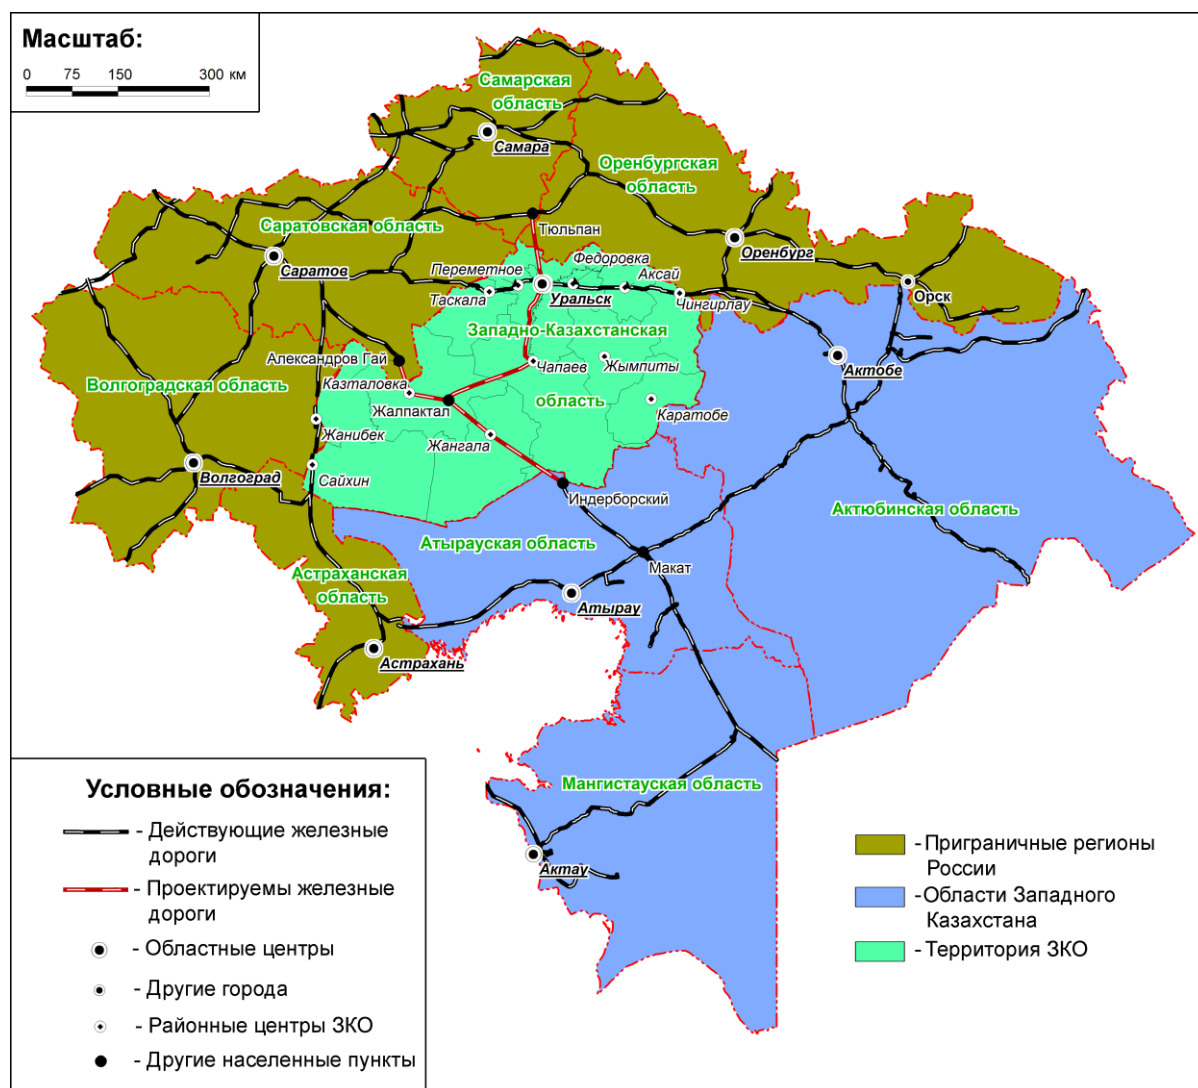 Масштаб:
0 75 150 300 км
Самарская
область
Самара
Оренбургская
область
Тюльпан
Саратовская область
Саратов
Оренбург
Переметное
Федоровка
Аксай
Таскала
Уральск
Чингирлау
Орск
Западно-Казахстанская
область
Александров Гай
Казталовка
Чапаев
Жымпиты
Актобе
Волгоградская область
Жалпактал
Каратобе
Жанибек
Жангала
Волгоград
Сайхин
Индерборский
Актюбинская область
Атырауская область
Макат
Астраханская
область
Атырау
Астрахань
Мангистауская область
Актау
Условные обозначения:
- Действующие железные
дороги
- Проектируемы железные
дороги
- Областные центры
- Другие города
- Районные центры ЗКО
- Другие населенные пункты
- Приграничные регионы
России
- Области Западного
Казахстана
- Территория ЗКО